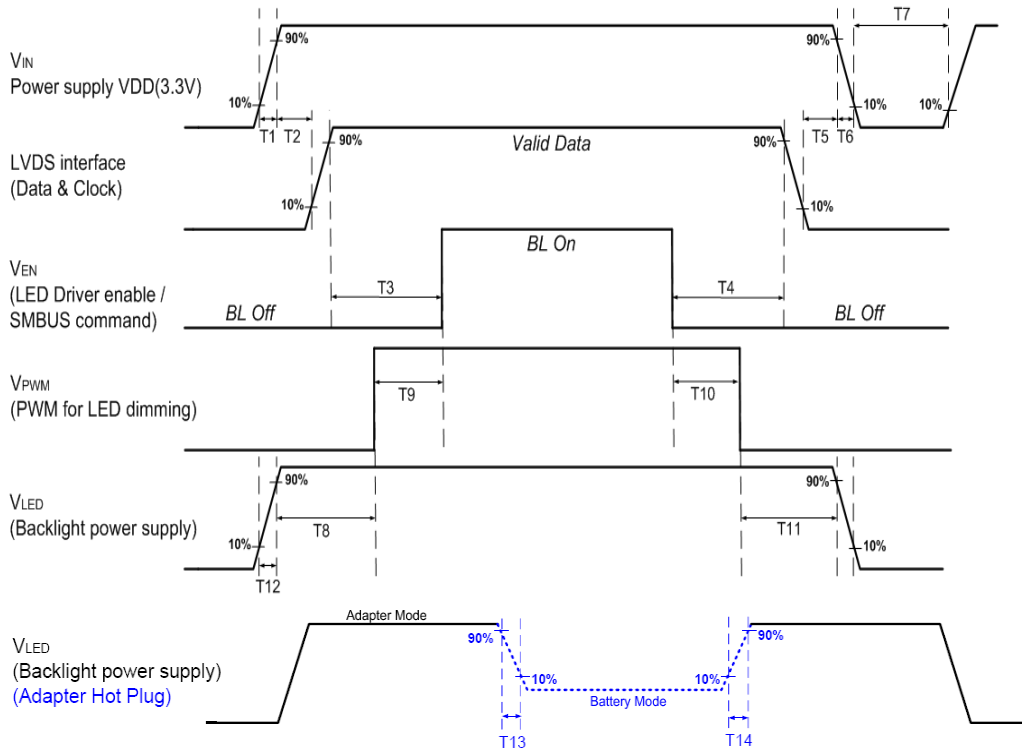 T7
90%
90%
VIN
Power supply VDD(3.3V)
10%
10%
10%
T1
T2
T5
T6
90%
Valid Data
90%
LVDS interface
(Data & Clock)
10%
10%
BL On
VEN
(LED Driver enable /
SMBUS command)
T3
T4
BL Off
BL Off
VPWM
(PWM for LED dimming)
T9
T10
90%
90%
VLED
(Backlight power supply)
T8
T11
10%
10%
T12
Adapter Mode
90%
90%
VLED
(Backlight power supply)
(Adapter Hot Plug)
10%
10%
Battery Mode
T13
T14